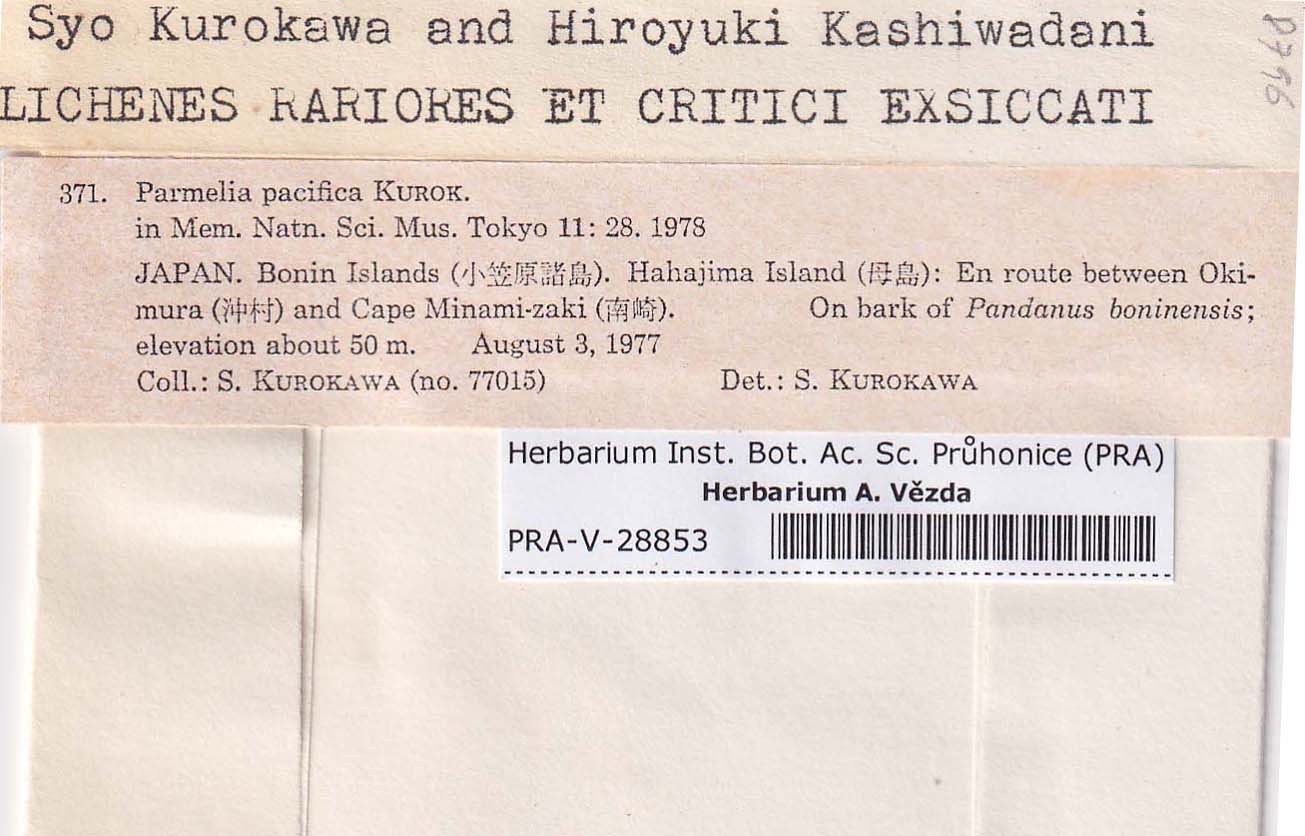 Syo Kurokawa and Hiroyuki Kashiwadani
P796
LICHENES RARIORES ET CRITICI EXSICCATI
371. Parmelia pacifica KUROK.
in Mem. Natn. Sci. Mus. Tokyo 11: 28. 1978
JAPAN. Bonin Islands (小笠原諸島). Hahajima Island (母島): En route between Oki-
mura (沖村) and Cape Minami-zaki (南崎). On bark of Pandanus boninensis;
elevation about 50 m. August 3, 1977
Coll.: S. KUROKAWA (no. 77015) Det.: S. KUROKAWA
Herbarium Inst. Bot. Ac. Sc. Průhonice (PRA)
Herbarium A. Vězda
PRA-V-28853